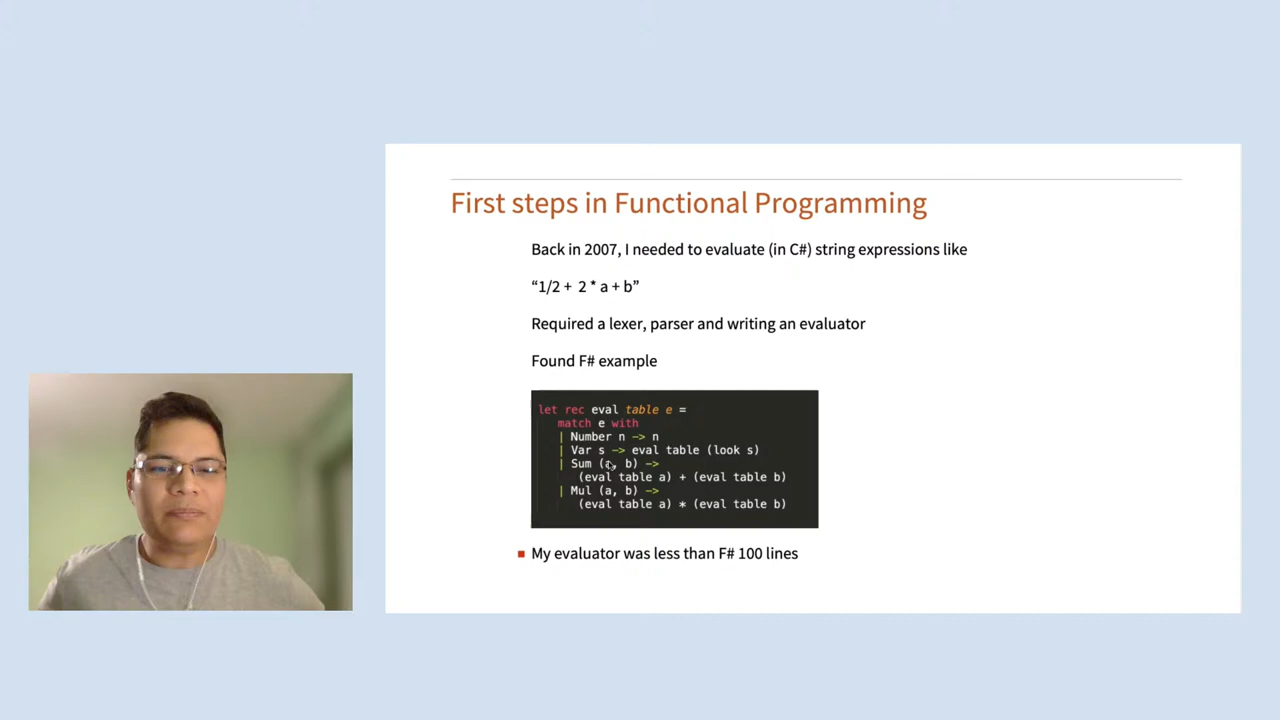 First steps in Functional Programming
Back in 2007, I needed to evaluate (in C#) string expressions like
“1/2 + 2 * a + b”
Required a lexer, parser and writing an evaluator
Found F# example
let rec eval table e =
match e with
| Number n -> n
| Var s -> eval table (look s)
| Sum (a, b) ->
(eval table a) + (eval table b)
| Mul (a, b) ->
(eval table a) * (eval table b)
My evaluator was less than F# 100 lines